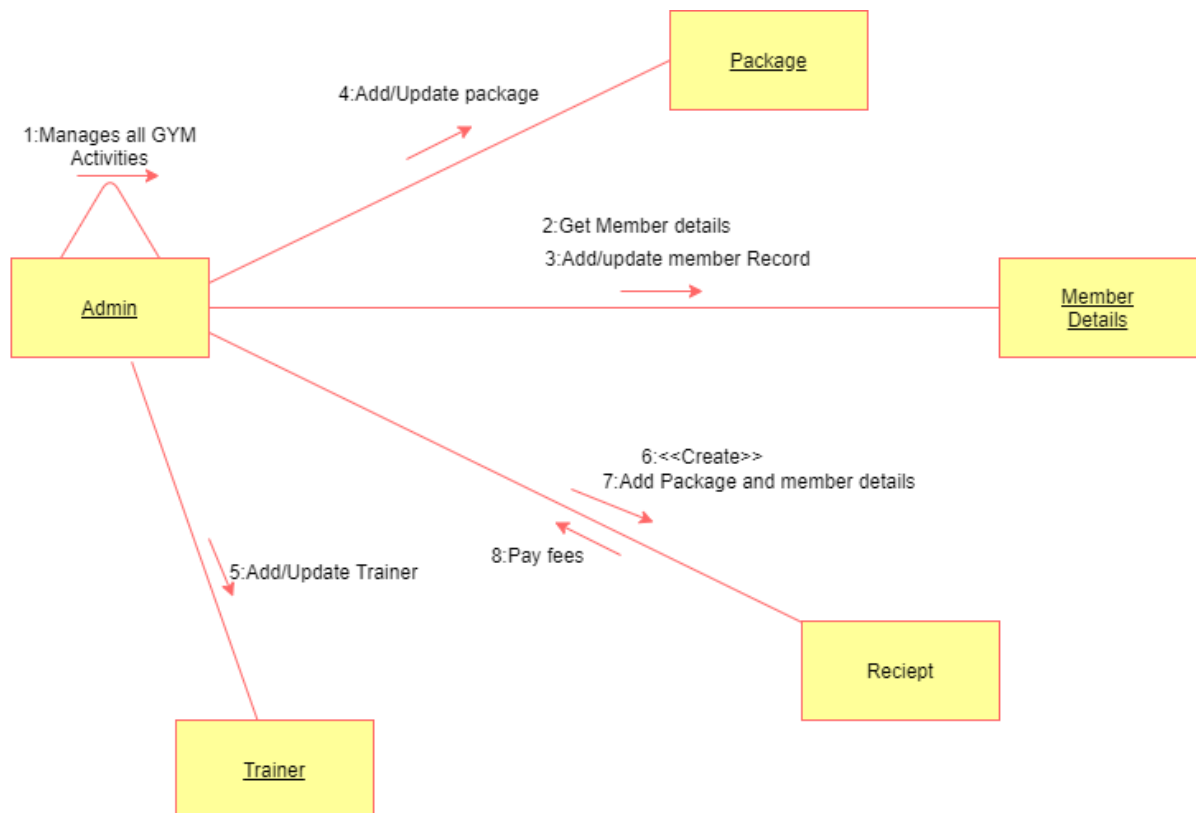 Package
4:Add/Update package
1:Manages all GYM
Activities
2:Get Member details
3:Add/update member Record
Admin
Member
Details
6:<<Create>>
7:Add Package and member details
8:Pay fees
5:Add/Update Trainer
Reciept
Trainer